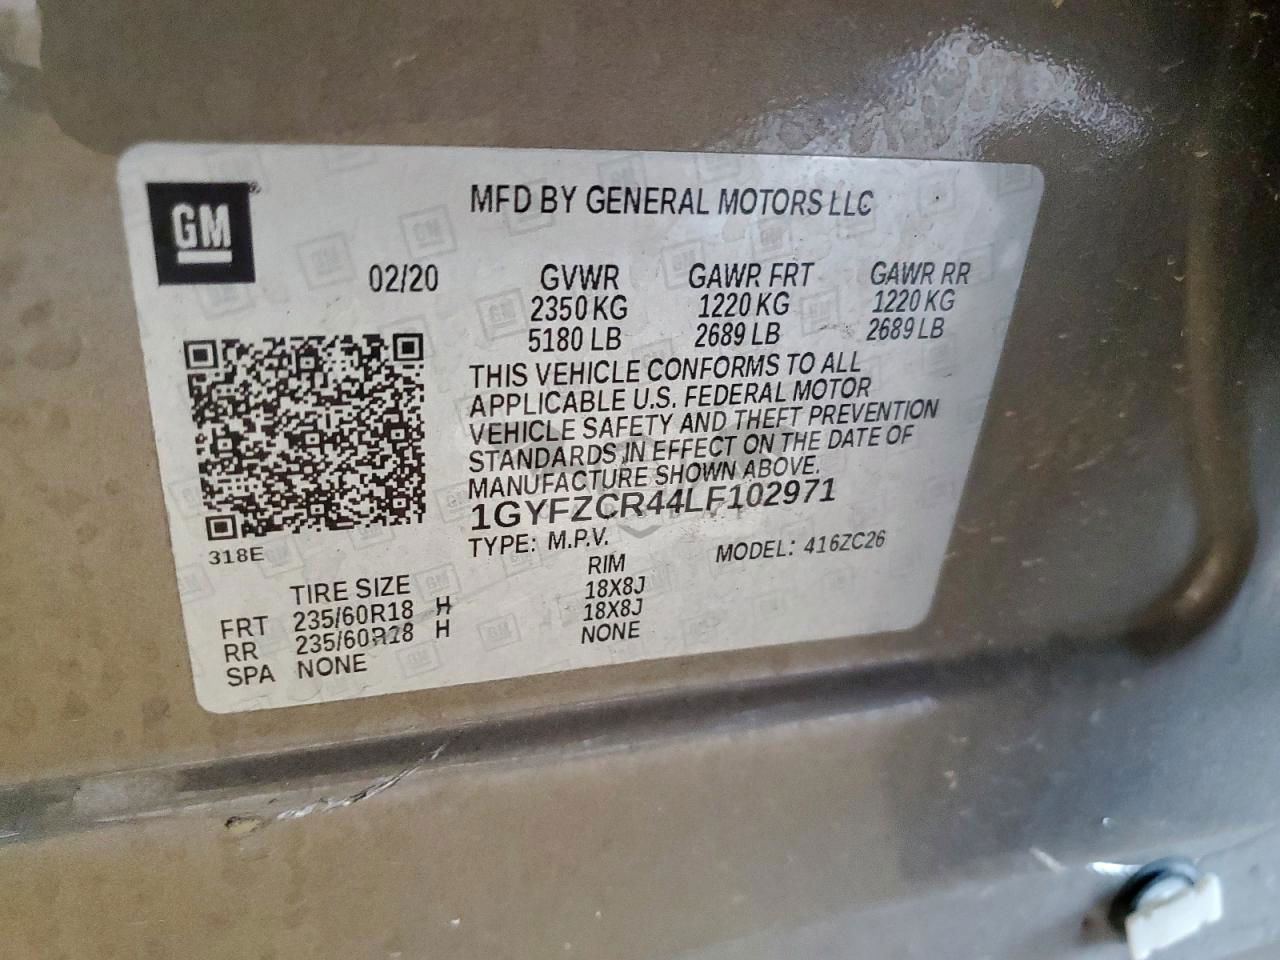 GM
MFD BY GENERAL MOTORS LLC
02/20
GVWR GAWR FRT GAWR RR
2350 KG 1220 KG 1220 KG
5180 LB 2689 LB 2689 LB
THIS VEHICLE CONFORMS TO ALL
APPLICABLE U.S. FEDERAL MOTOR
VEHICLE SAFETY AND THEFT PREVENTION
STANDARDS IN EFFECT ON THE DATE OF
MANUFACTURE SHOWN ABOVE.
1GYFZCR44LF102971
318E
TYPE: M.P.V. MODEL: 416ZC26
TIRE SIZE RIM
FRT 235/60R18 H 18X8J
RR 235/60R18 H 18X8J
SPA NONE NONE